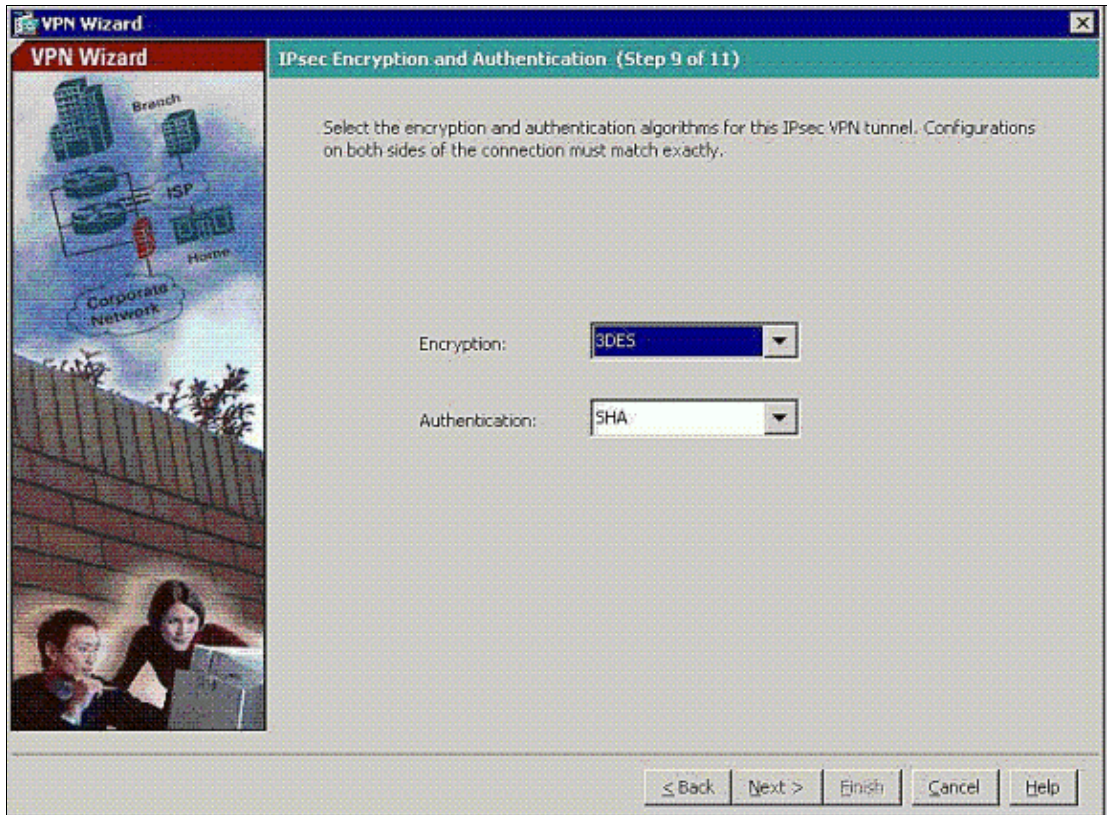 VPN Wizard
VPN Wizard
IPsec Encryption and Authentication (Step 9 of 11)
Branch
ISP
Home
Corporate
Network
Select the encryption and authentication algorithms for this IPsec VPN tunnel. Configurations
on both sides of the connection must match exactly.
Encryption: 3DES
Authentication: SHA
< Back Next > Finish Cancel Help